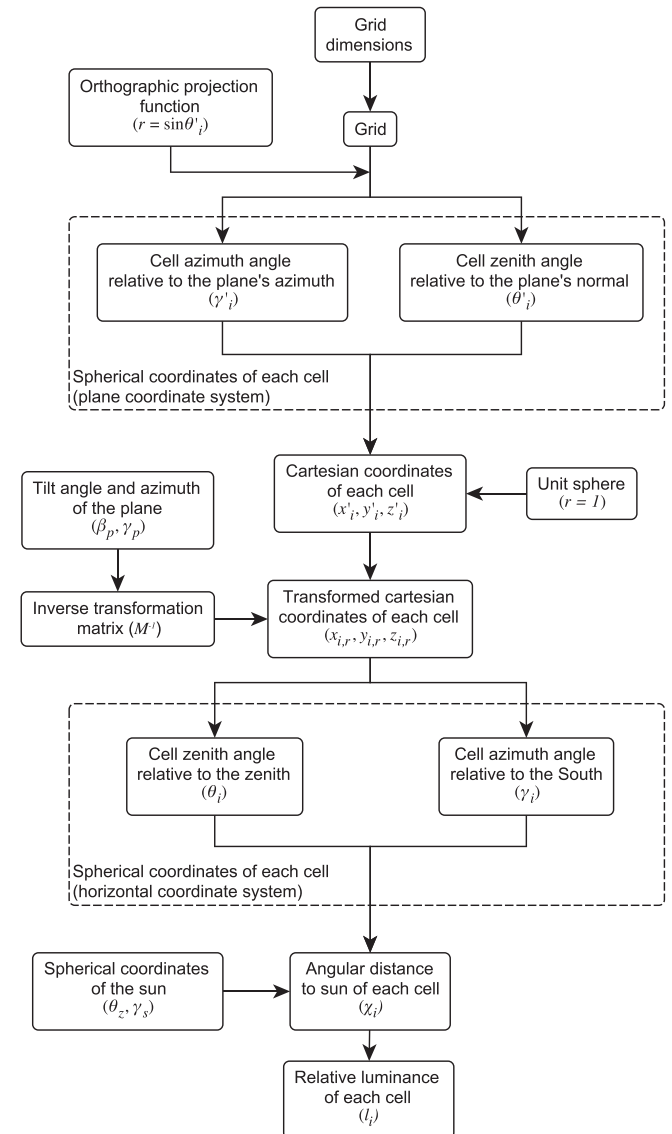 Grid
dimensions
Orthographic projection
function
(r = sinθ'i)
Grid
Cell azimuth angle
relative to the plane's azimuth
(γ'i)
Cell zenith angle
relative to the plane's normal
(θ'i)
Spherical coordinates of each cell
(plane coordinate system)
Cartesian coordinates
of each cell
(x'i, y'i, z'i)
Unit sphere
(r = 1)
Tilt angle and azimuth
of the plane
(βp, γp)
Inverse transformation
matrix (M-1)
Transformed cartesian
coordinates of each cell
(xi,r, yi,r, zi,r)
Cell zenith angle
relative to the zenith
(θi)
Cell azimuth angle
relative to the South
(γi)
Spherical coordinates of each cell
(horizontal coordinate system)
Spherical coordinates
of the sun
(θz, γs)
Angular distance
to sun of each cell
(χi)
Relative luminance
of each cell
(li)